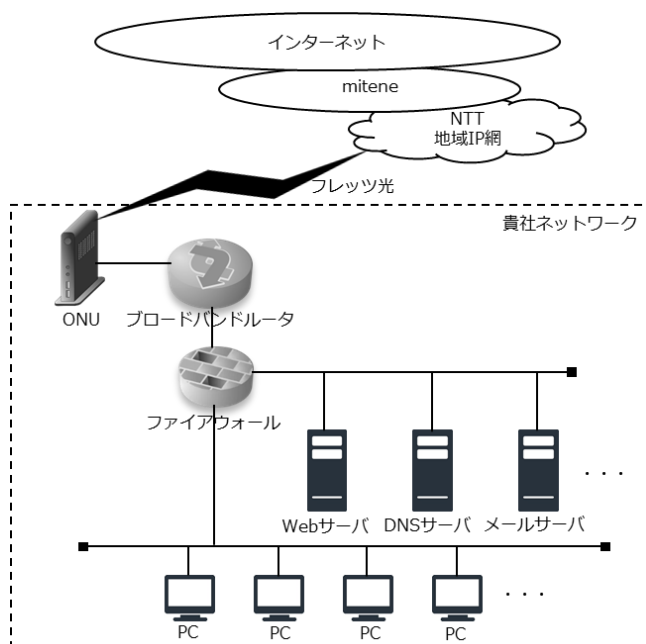 インターネット
mitene
NTT
地域IP網
フレッツ光
貴社ネットワーク
ONU
ブロードバンドルータ
ファイアウォール
Webサーバ
DNSサーバ
メールサーバ
・・・
PC
PC
PC
PC
・・・